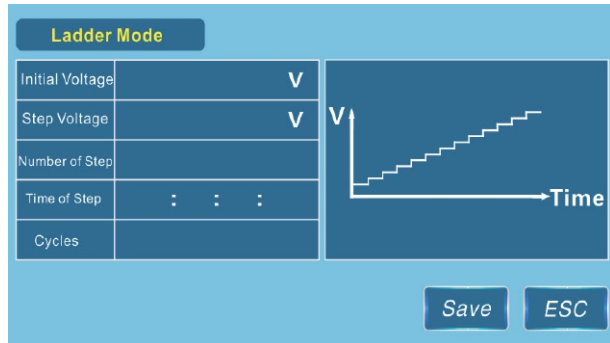 Ladder Mode
Initial Voltage V
Step Voltage V
Number of Step
Time of Step : : :
Cycles
V
Time
Save ESC